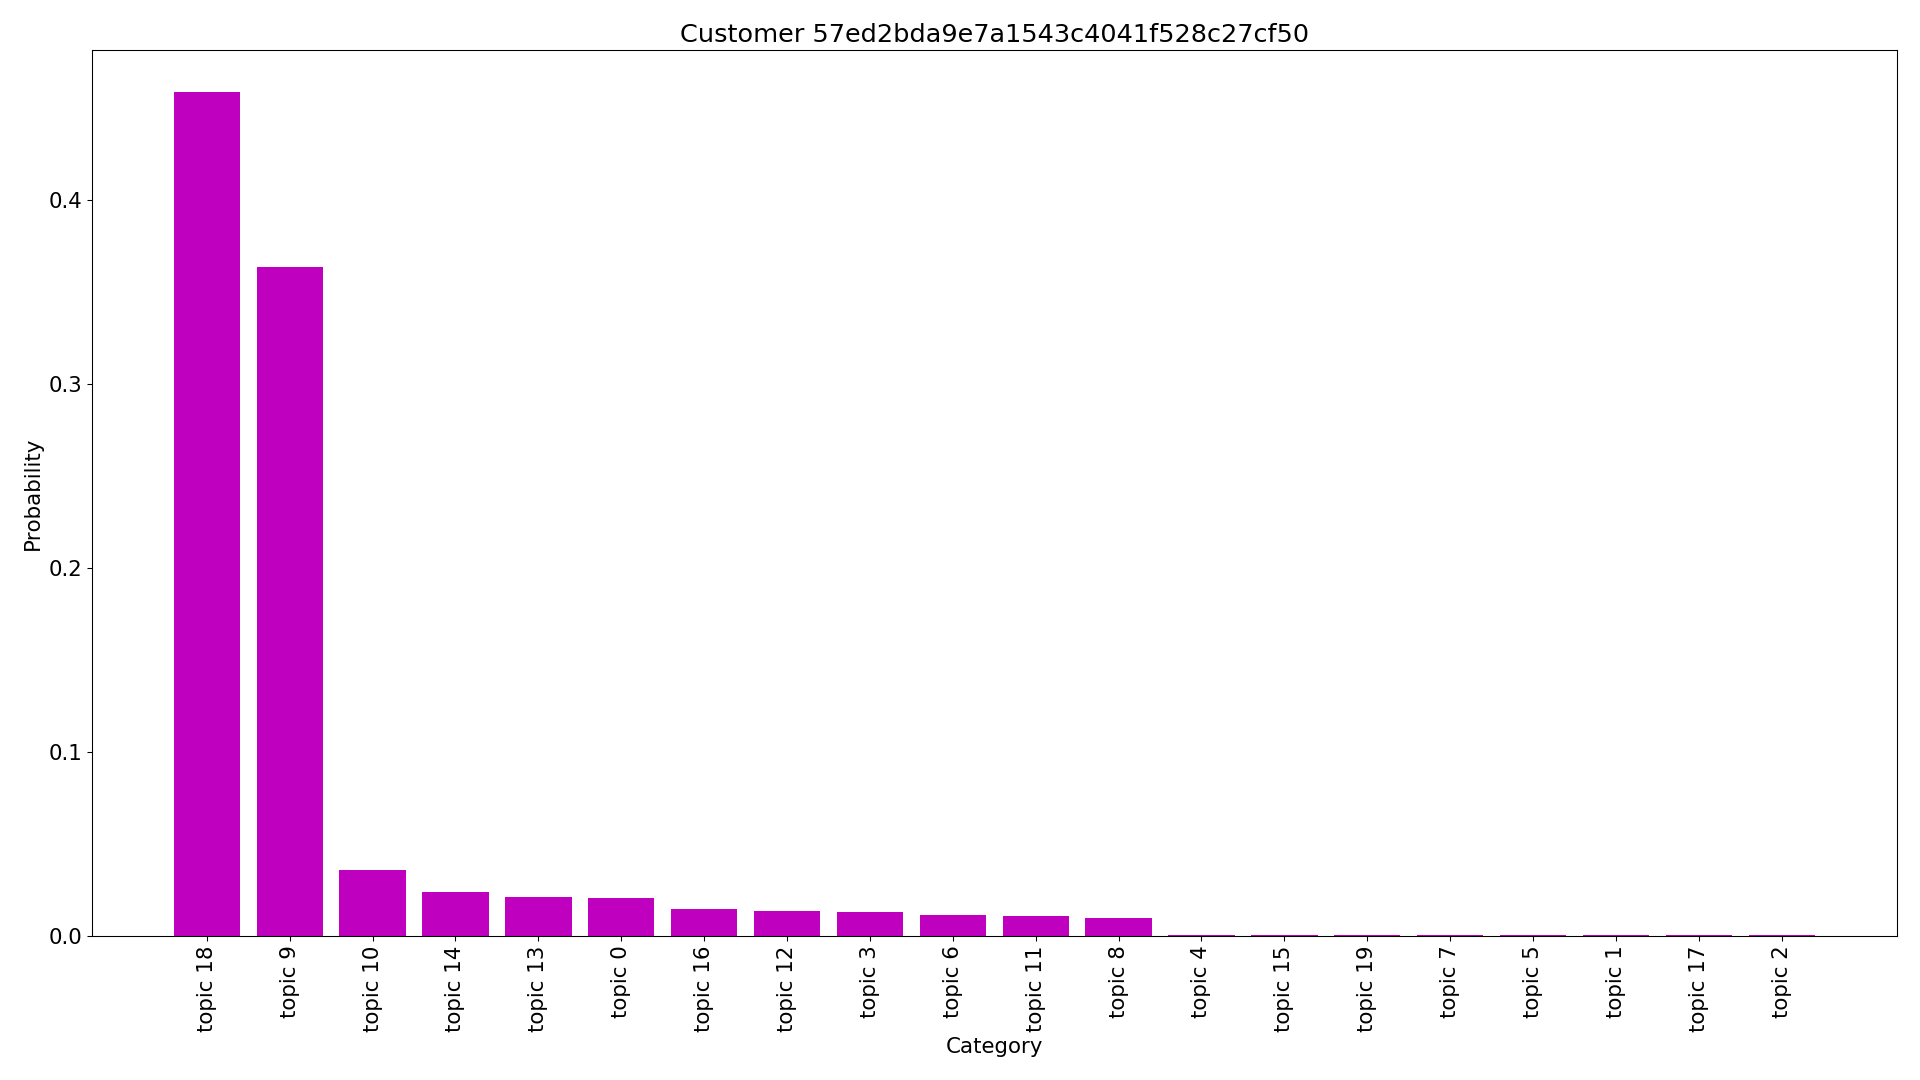 Customer 57ed2bda9e7a1543c4041f528c27cf50
Probability
0.4
0.3
0.2
0.1
0.0
topic 18
topic 9
topic 10
topic 14
topic 13
topic 0
topic 16
topic 12
topic 3
topic 6
topic 11
topic 8
topic 4
topic 15
topic 19
topic 7
topic 5
topic 1
topic 17
topic 2
Category